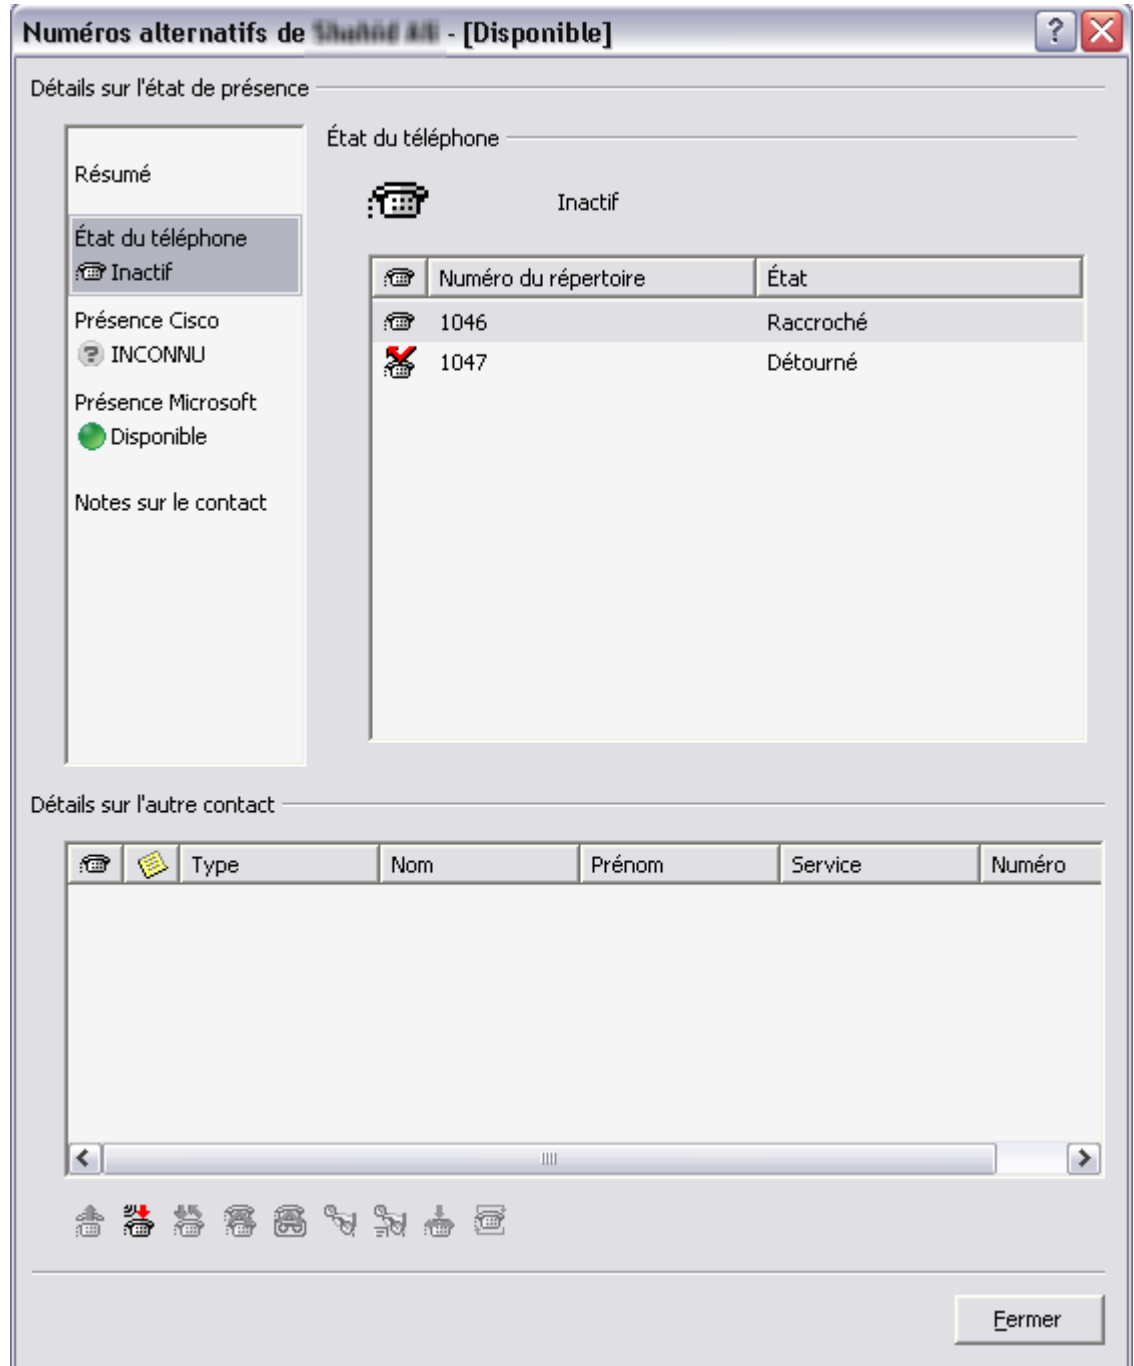 Numéros alternatifs de - [Disponible]
Détails sur l'état de présence
Résumé
État du téléphone
Inactif
Présence Cisco
INCONNU
Présence Microsoft
Disponible
Notes sur le contact
État du téléphone
Inactif
Numéro du répertoire État
1046 Raccroché
1047 Détourné
Détails sur l'autre contact
Type Nom Prénom Service Numéro
Fermer